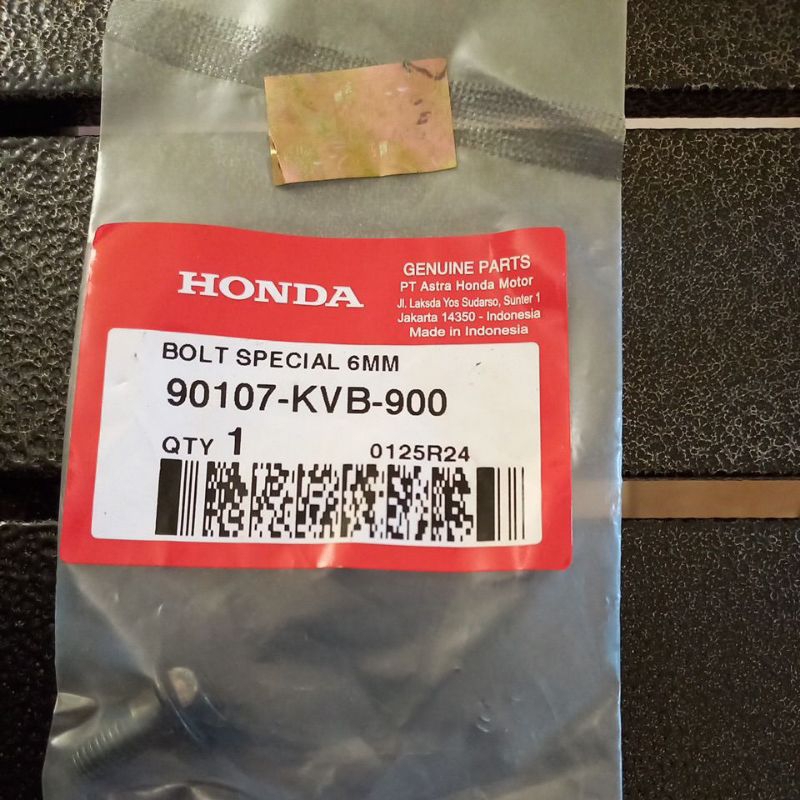 HONDA
GENUINE PARTS
PT Astra Honda Motor
Jl. Laksda Yos Sudarso, Sunter 1
Jakarta 14350 - Indonesia
Made in Indonesia
BOLT SPECIAL 6MM
90107-KVB-900
QTY 1 0125R24